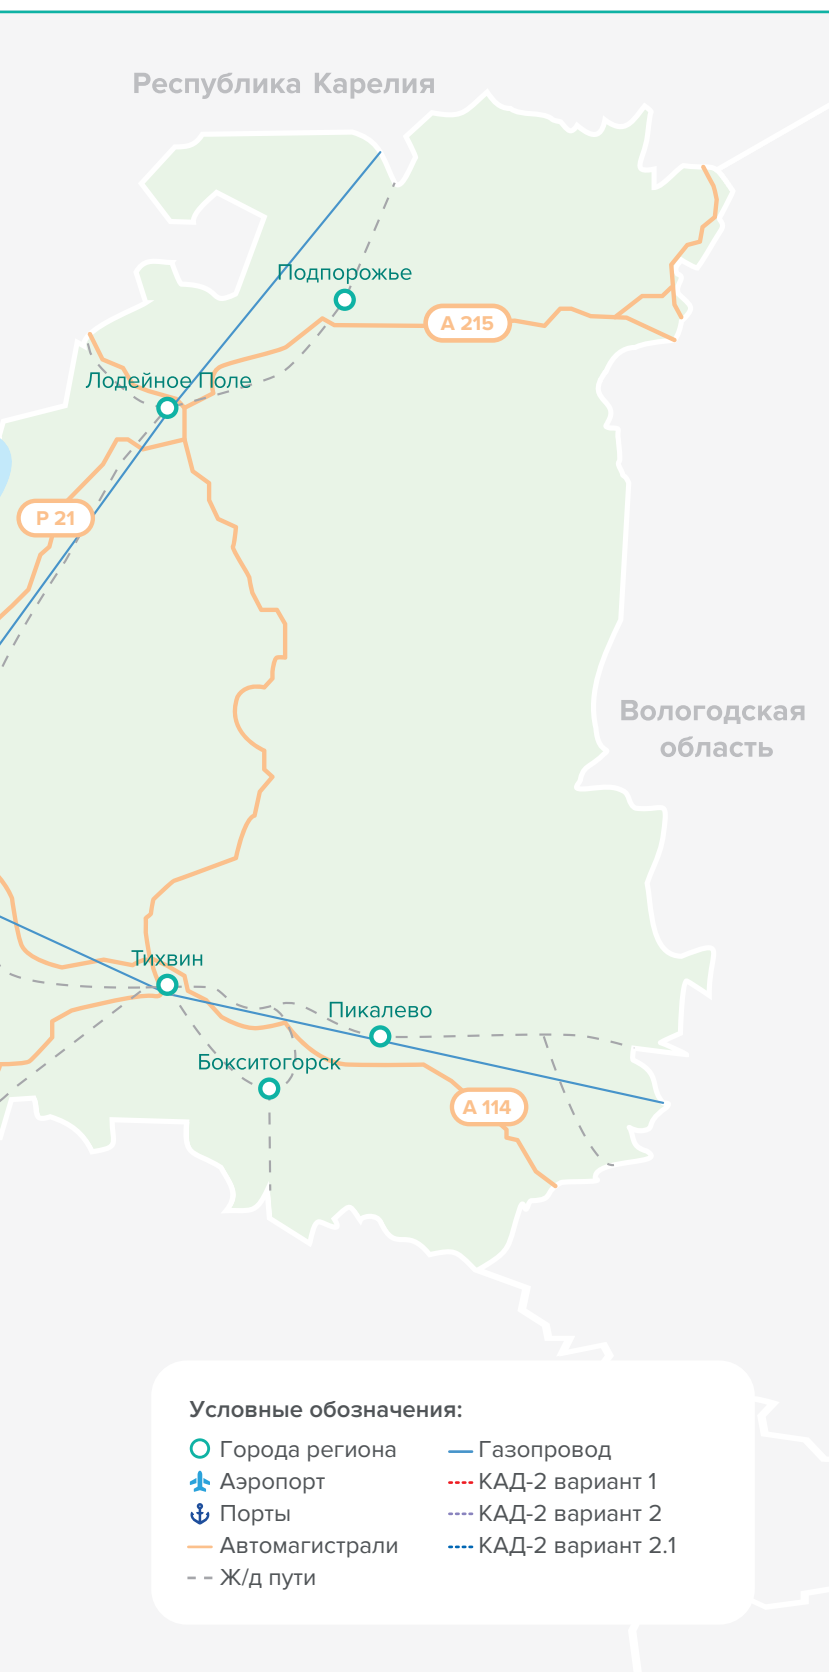 Республика Карелия
Подпорожье
А 215
Лодейное Поле
Р 21
Вологодская
область
Тихвин
Пикалево
Бокситогорск
А 114
Условные обозначения:
Города региона
Аэропорт
Порты
Автомагистрали
Ж/д пути
Газопровод
КАД-2 вариант 1
КАД-2 вариант 2
КАД-2 вариант 2.1